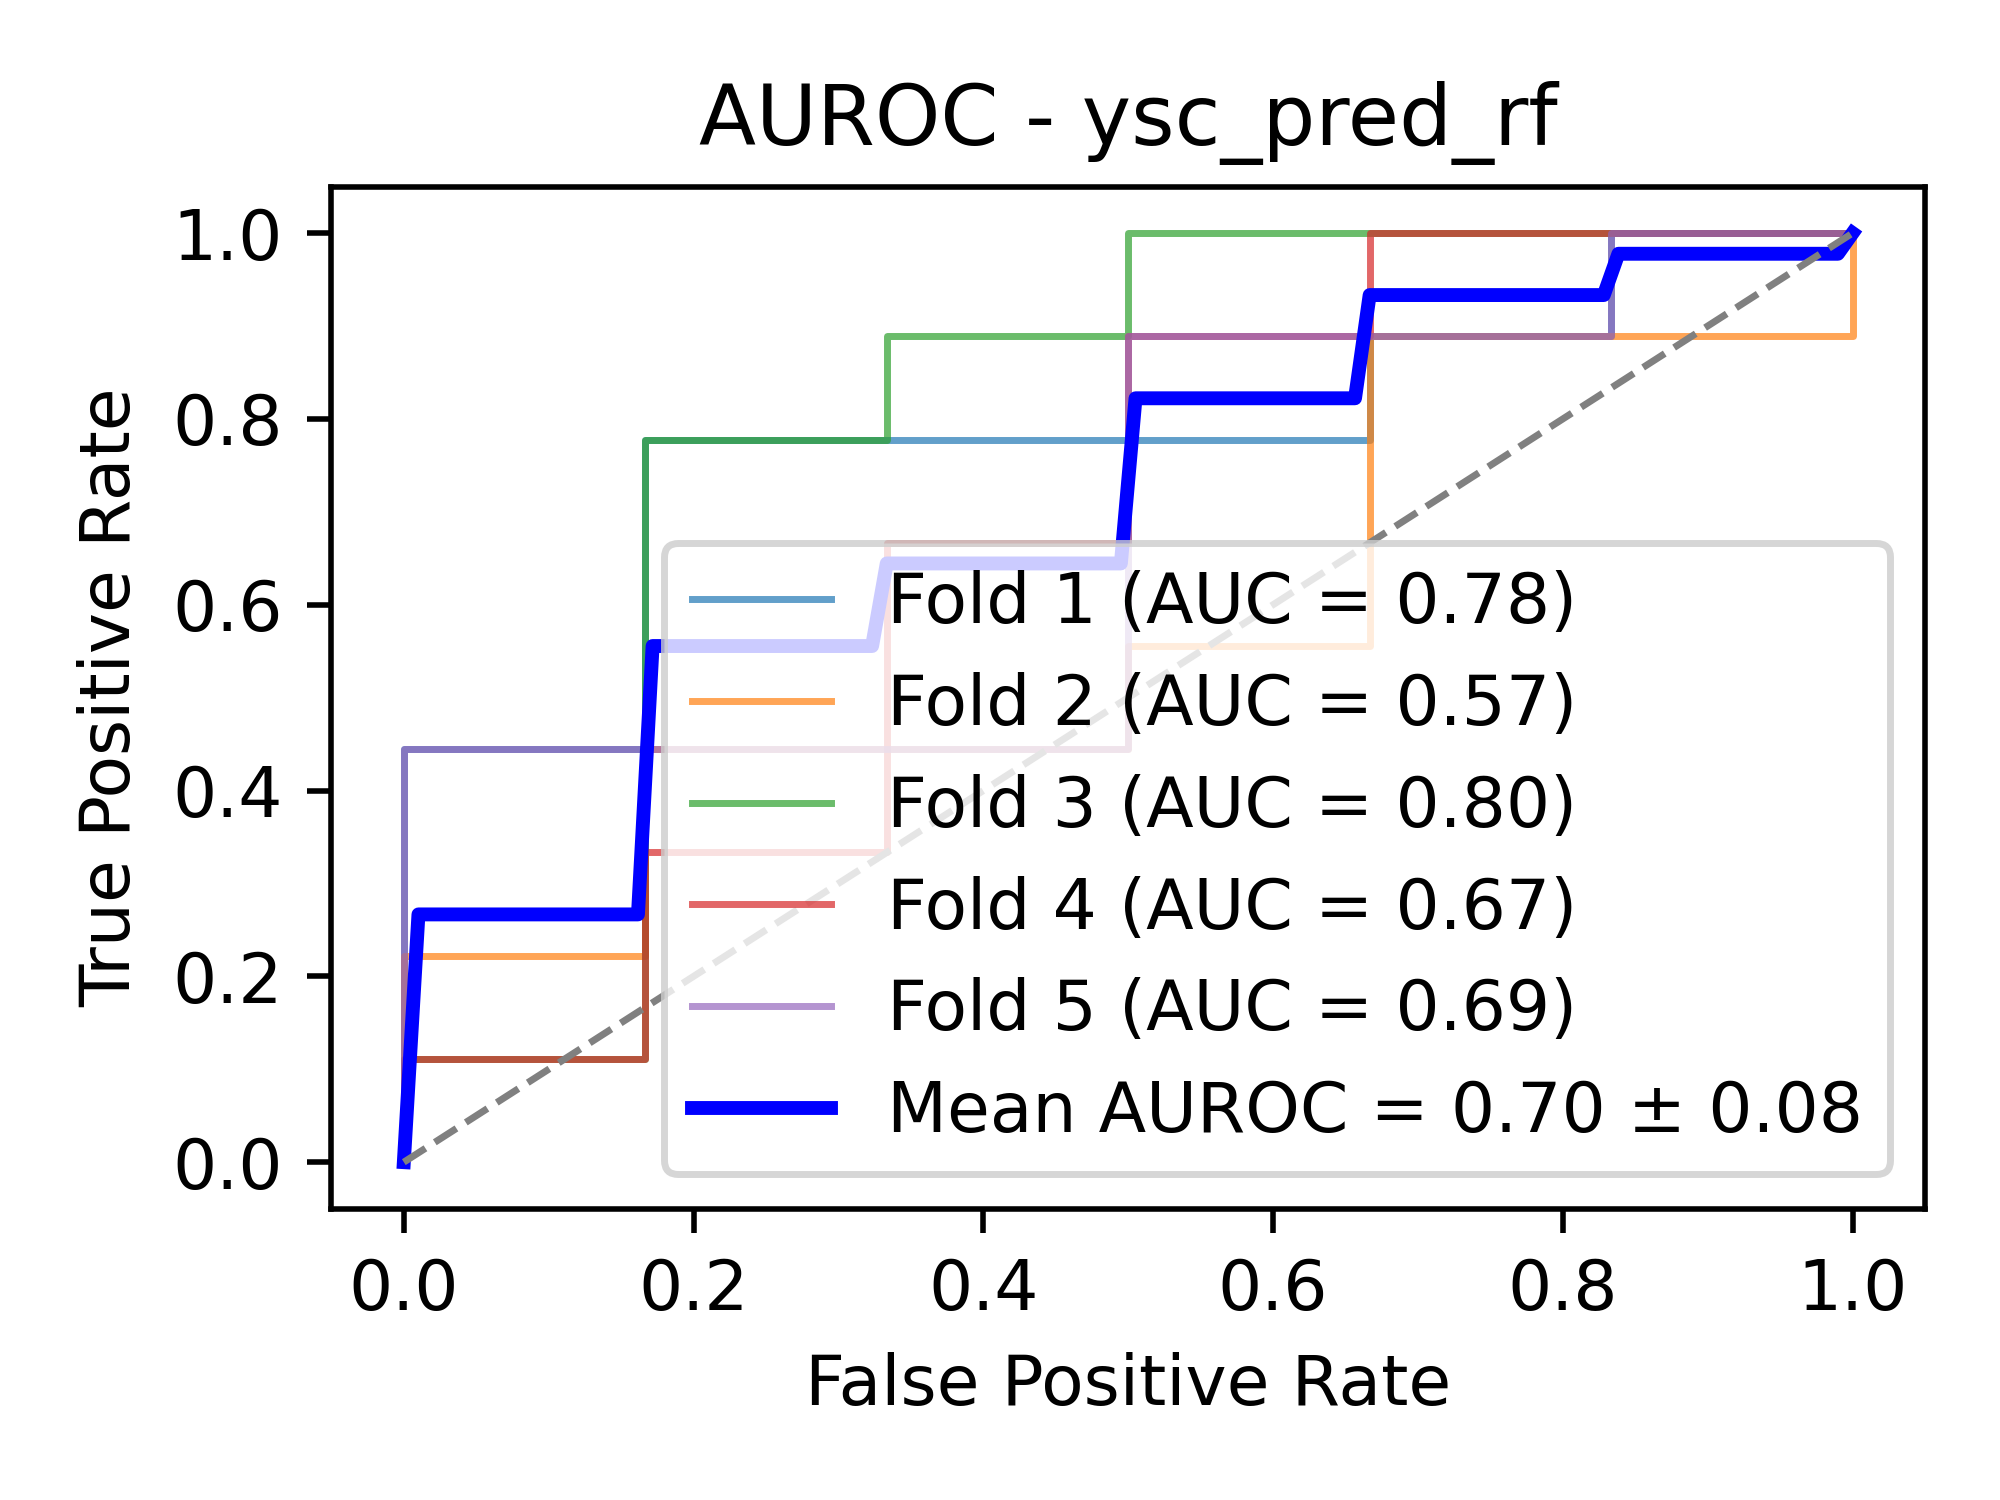 AUROC - ysc_pred_rf
True Positive Rate
1.0
0.8
0.6
0.4
0.2
0.0
Fold 1 (AUC = 0.78)
Fold 2 (AUC = 0.57)
Fold 3 (AUC = 0.80)
Fold 4 (AUC = 0.67)
Fold 5 (AUC = 0.69)
Mean AUROC = 0.70 ± 0.08
0.0 0.2 0.4 0.6 0.8 1.0
False Positive Rate